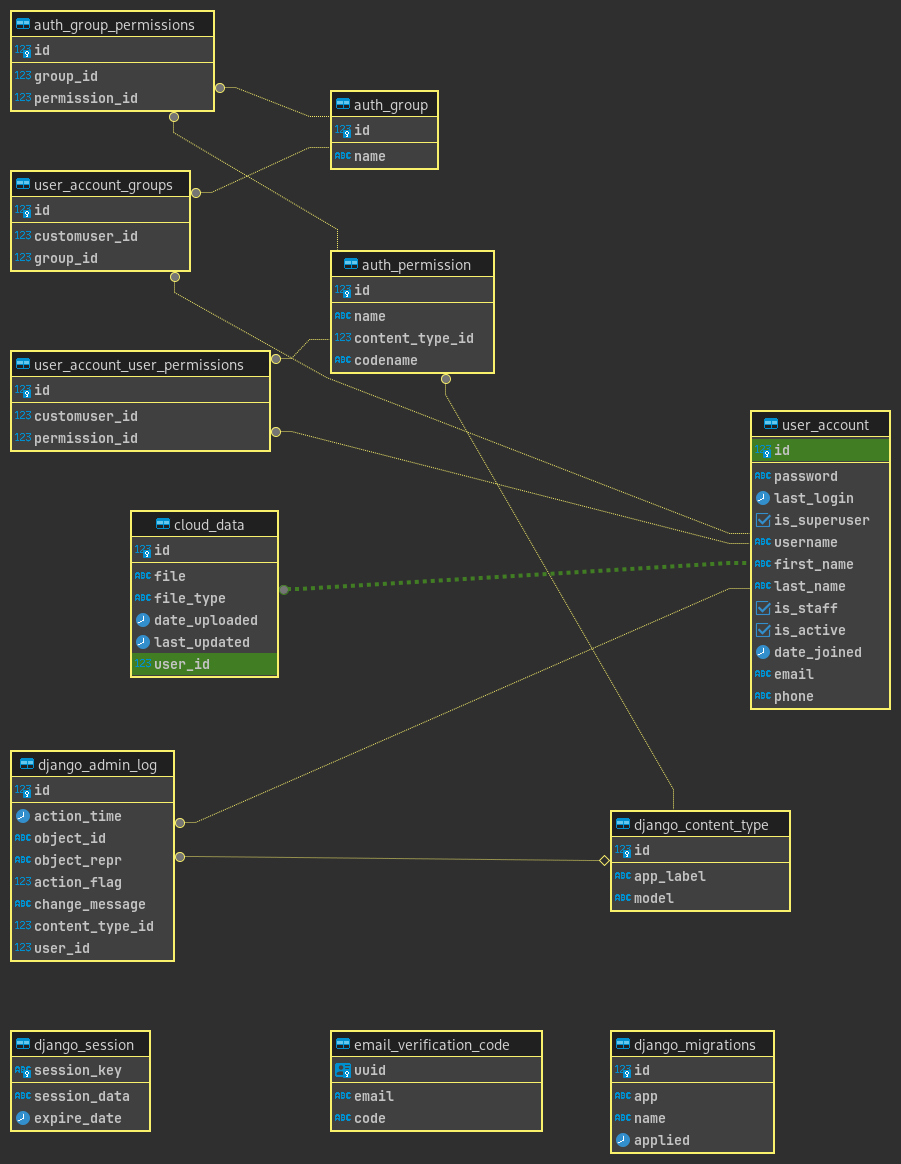 auth_group_permissions
123 id
123 group_id
123 permission_id
auth_group
123 id
ABC name
user_account_groups
123 id
123 customuser_id
123 group_id
auth_permission
123 id
ABC name
123 content_type_id
ABC codename
user_account_user_permissions
123 id
123 customuser_id
123 permission_id
user_account
123 id
ABC password
last_login
is_superuser
ABC username
ABC first_name
ABC last_name
is_staff
is_active
date_joined
ABC email
ABC phone
cloud_data
123 id
ABC file
ABC file_type
date_uploaded
last_updated
123 user_id
django_admin_log
123 id
action_time
ABC object_id
ABC object_repr
123 action_flag
ABC change_message
123 content_type_id
123 user_id
django_content_type
123 id
ABC app_label
ABC model
django_session
ABC session_key
ABC session_data
expire_date
email_verification_code
uuid
ABC email
ABC code
django_migrations
123 id
ABC app
ABC name
applied